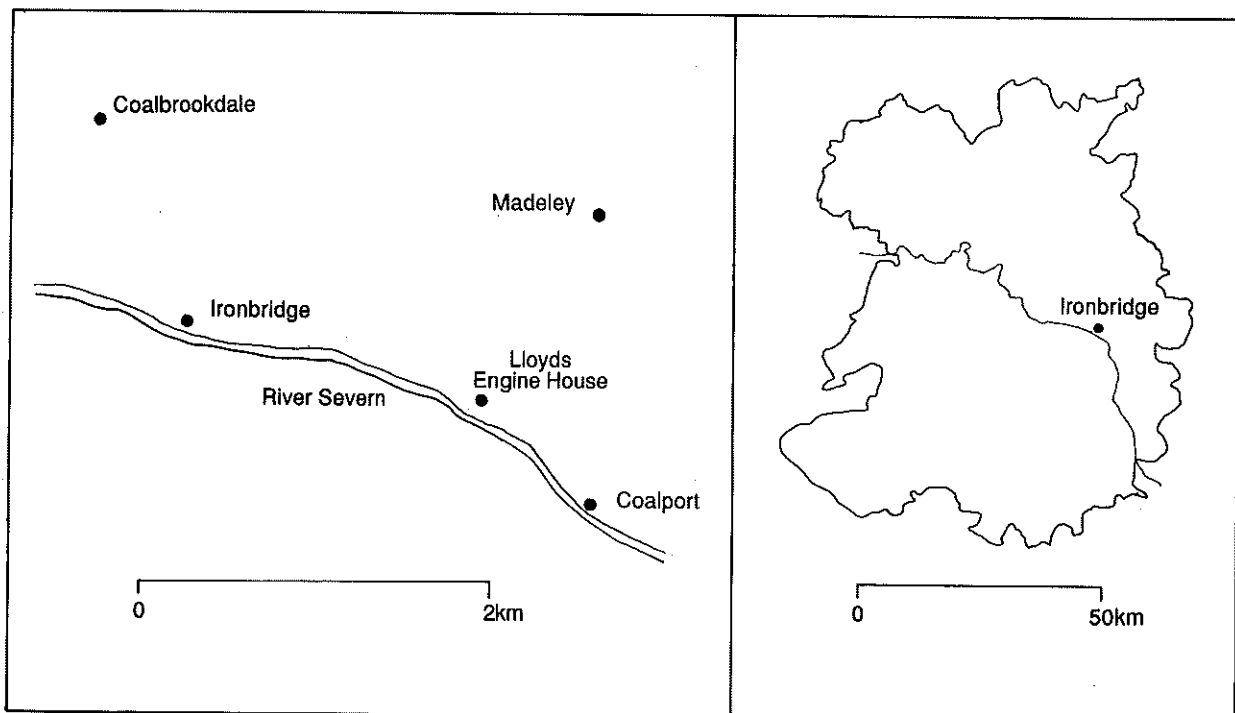 Coalbrookdale
Madeley
Ironbridge
Lloyds
Engine House
River Severn
Coalport
0
2km
Ironbridge
0
50km